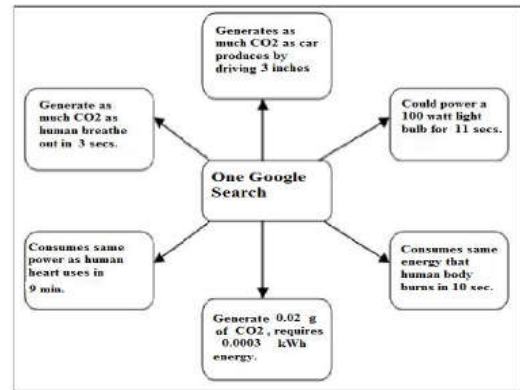 Generates as
much CO2 as car
produces by
driving 3 inches
Generate as
much CO2 as
human breathe
out in 3 secs.
Could power a
100 watt light
bulb for 11 secs.
One Google
Search
Consumes same
power as human
heart uses in
9 min.
Consumes same
energy that
human body
burns in 10 sec.
Generate 0.02 g
of CO2 , requires
0.0003 kWh
energy.